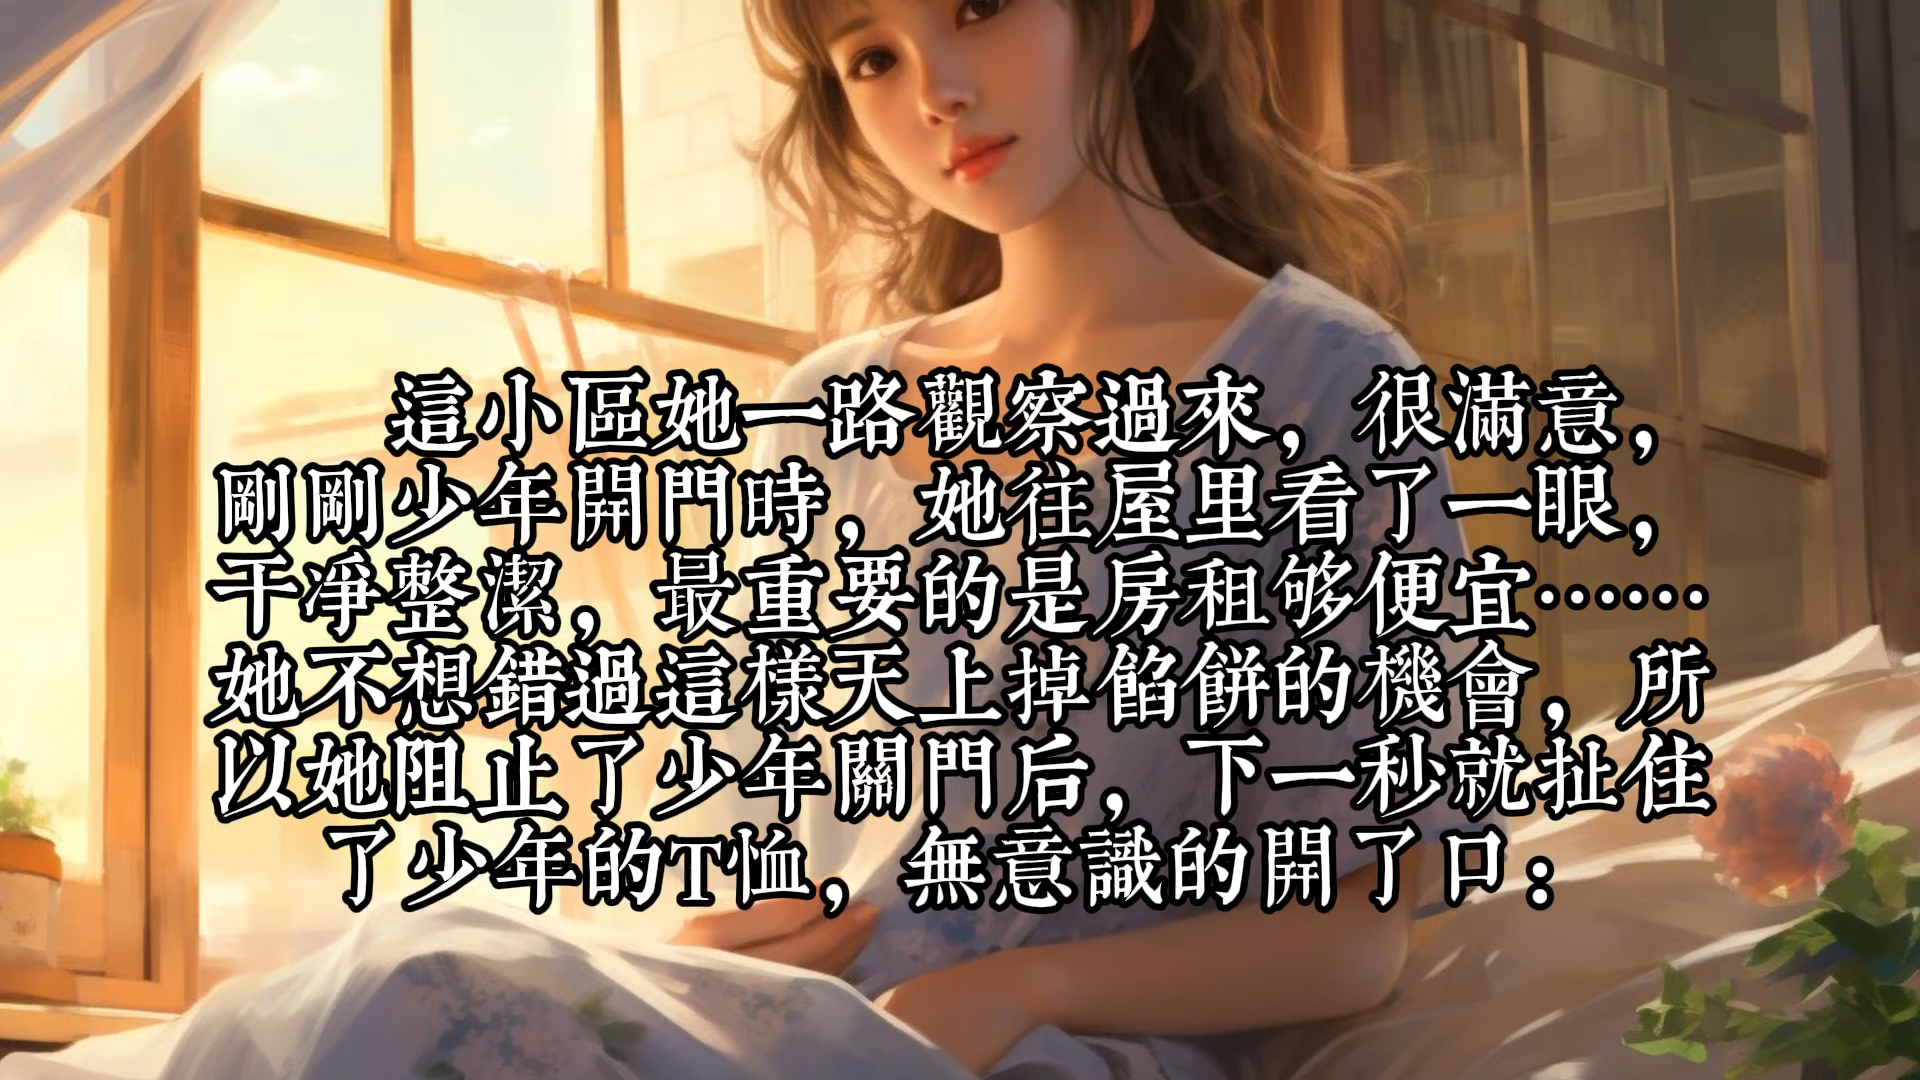 這小區她一路觀察過來，很滿意，
剛剛少年開門時，她往屋里看了一眼，
干凈整潔，最重要的是房租够便宜……
她不想錯過這樣天上掉餡餅的機會，所
以她阻止了少年關門后，下一秒就扯住
了少年的T恤，無意識的開了口：